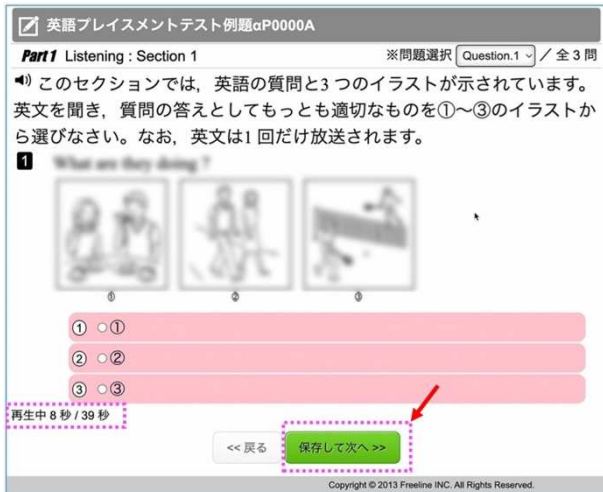 英語プレイスメントテスト例題αP0000A
Part1 Listening : Section 1
※問題選択 Question.1 / 全3問
このセクションでは，英語の質問と3つのイラストが示されています。
英文を聞き，質問の答えとしてもっとも適切なものを①〜③のイラストか
ら選びなさい。なお，英文は1回だけ放送されます。
1 What are they doing ?
① ② ③
① ①
② ②
③ ③
再生中 8 秒 / 39 秒
<< 戻る 保存して次へ >>
Copyright © 2013 Freeline INC. All Rights Reserved.